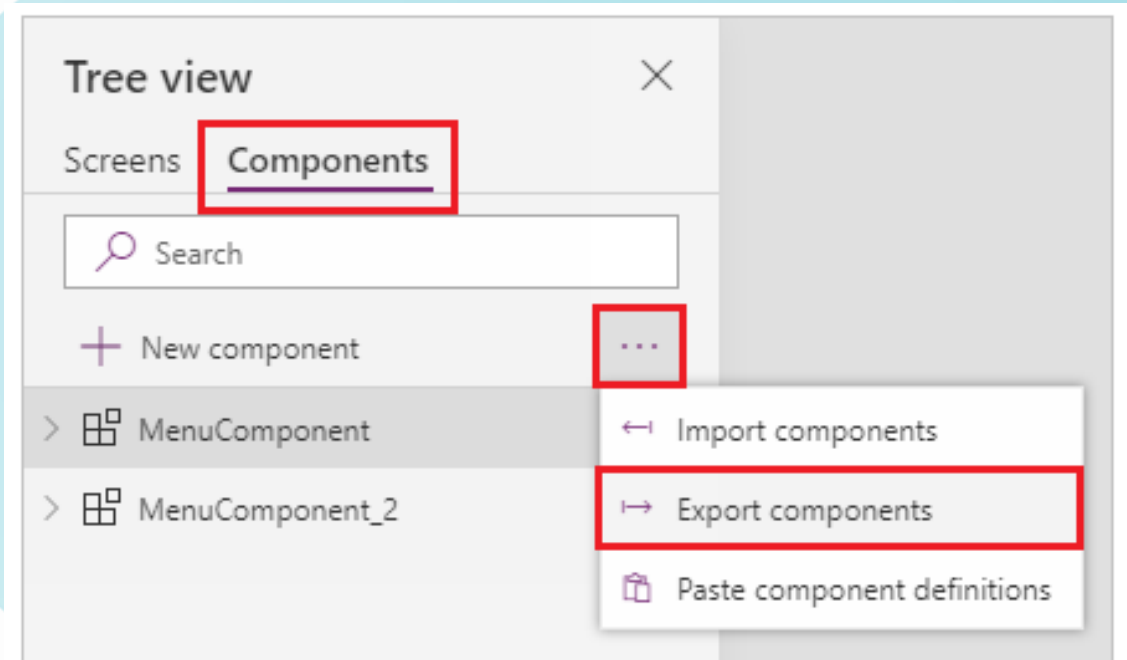 Tree view
Screens Components
Search
New component ...
MenuComponent
Import components
Export components
MenuComponent_2
Paste component definitions